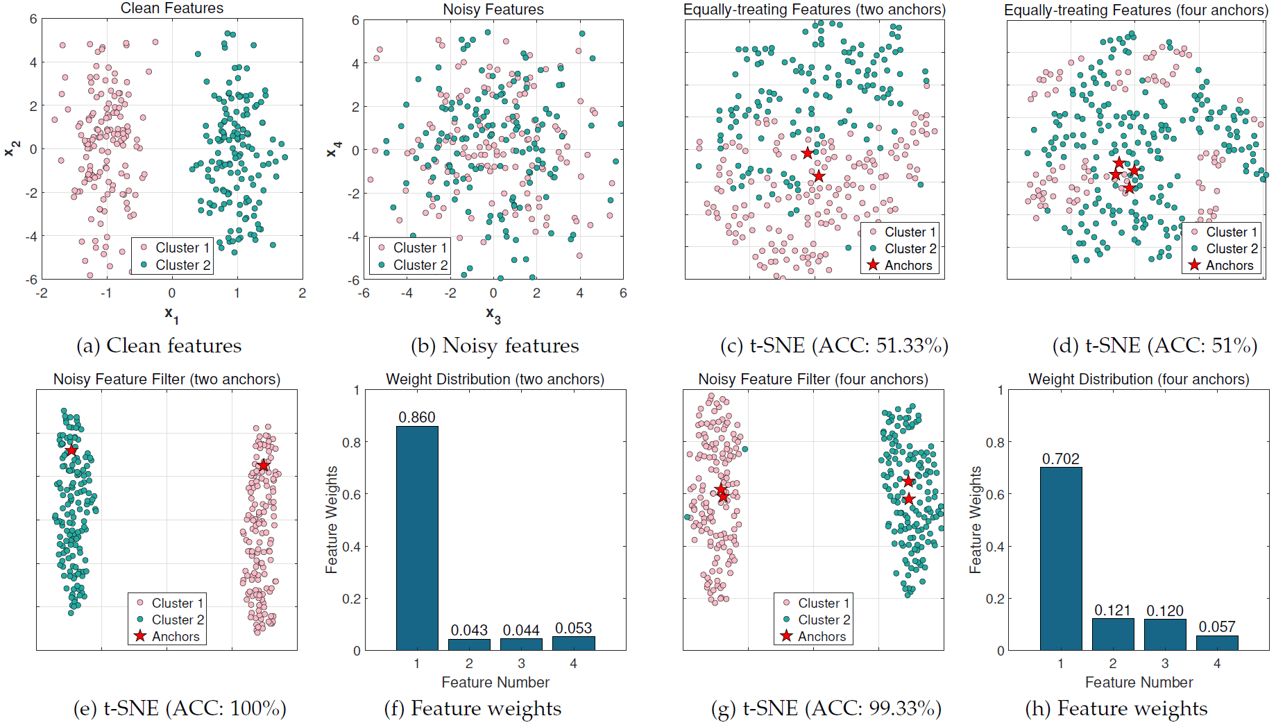 Clean Features
6
4
2
0
-2
-4
-6
x2
-2
-1
0
1
2
x1
Cluster 1
Cluster 2
(a) Clean features
Noisy Features
6
4
2
0
-2
-4
-6
x4
-6
-4
-2
0
2
4
6
x3
Cluster 1
Cluster 2
(b) Noisy features
Equally-treating Features (two anchors)
Cluster 1
Cluster 2
Anchors
(c) t-SNE (ACC: 51.33%)
Equally-treating Features (four anchors)
Cluster 1
Cluster 2
Anchors
(d) t-SNE (ACC: 51%)
Noisy Feature Filter (two anchors)
Cluster 1
Cluster 2
Anchors
(e) t-SNE (ACC: 100%)
Weight Distribution (two anchors)
1
0.8
0.6
0.4
0.2
0
Feature Weights
0.860
0.043
0.044
0.053
1
2
3
4
Feature Number
(f) Feature weights
Noisy Feature Filter (four anchors)
Cluster 1
Cluster 2
Anchors
(g) t-SNE (ACC: 99.33%)
Weight Distribution (four anchors)
1
0.8
0.6
0.4
0.2
0
Feature Weights
0.702
0.121
0.120
0.057
1
2
3
4
Feature Number
(h) Feature weights